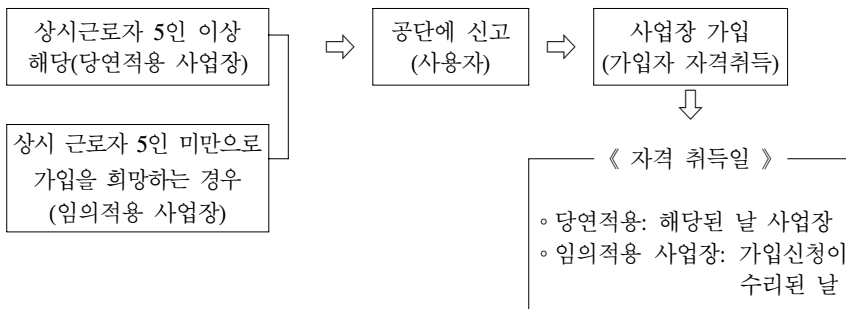 상시근로자 5인 이상
해당(당연적용 사업장)
공단에 신고
(사용자)
사업장 가입
(가입자 자격취득)
상시 근로자 5인 미만으로
가입을 희망하는 경우
(임의적용 사업장)
《 자격 취득일 》
◦당연적용: 해당된 날 사업장
◦임의적용 사업장: 가입신청이
수리된 날